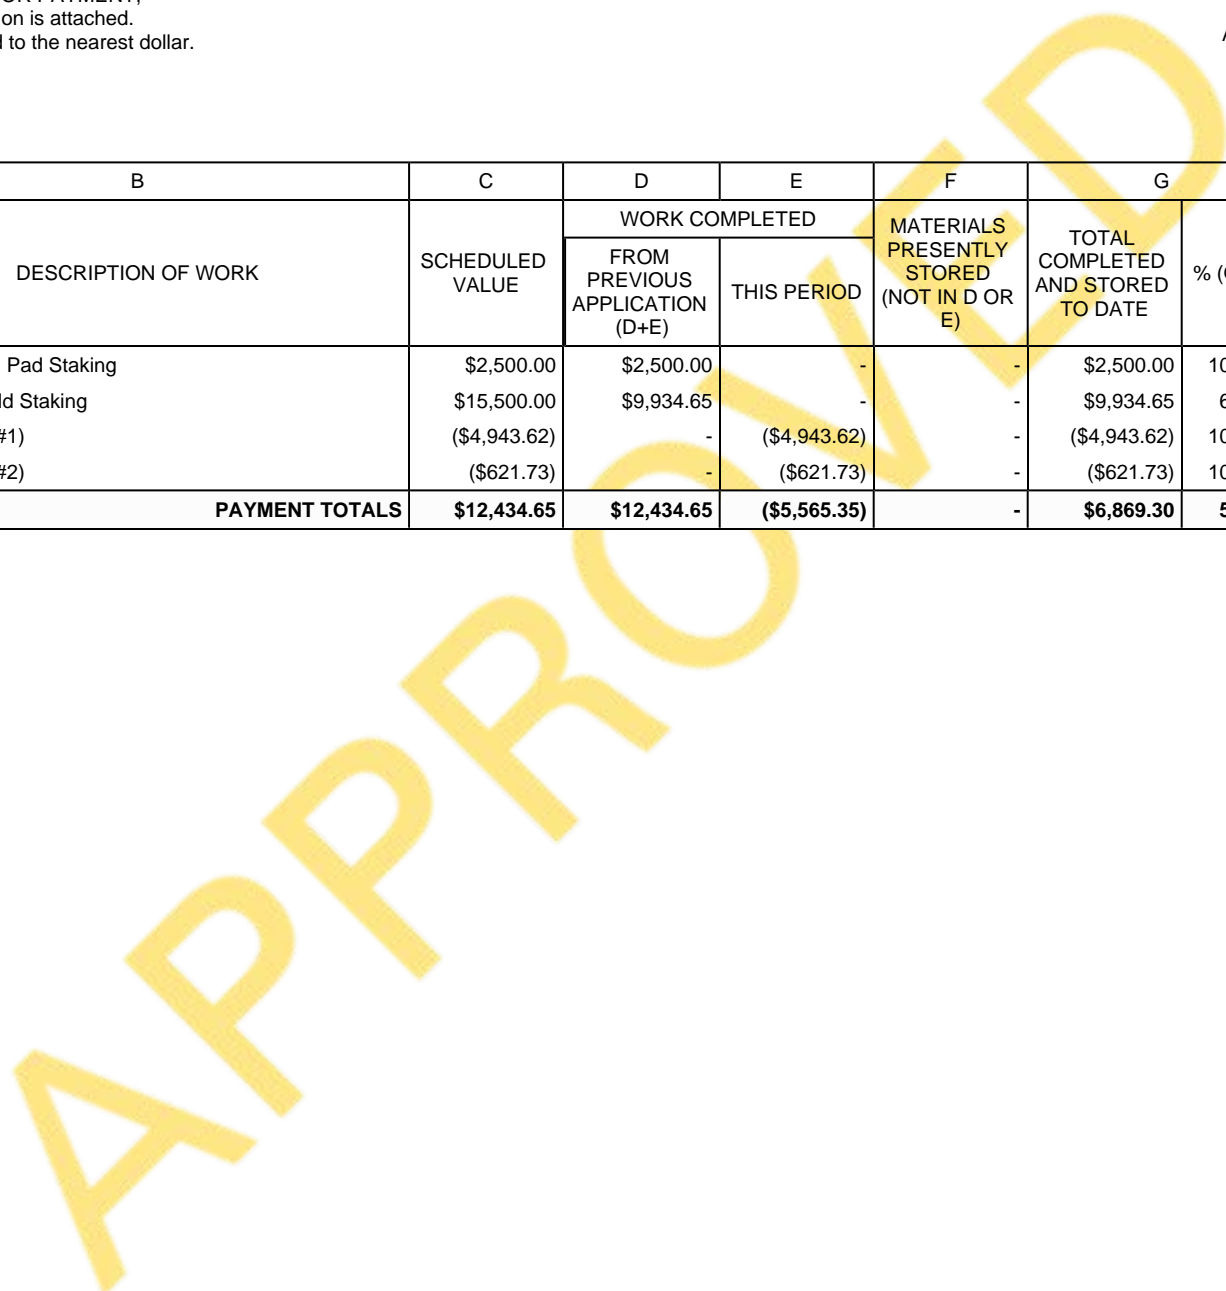 on is attached.
to the nearest dollar.
B C D E F G
DESCRIPTION OF WORK SCHEDULED VALUE WORK COMPLETED MATERIALS PRESENTLY STORED (NOT IN D OR E) TOTAL COMPLETED AND STORED TO DATE %
FROM PREVIOUS APPLICATION (D+E) THIS PERIOD
Pad Staking $2,500.00 $2,500.00 - - $2,500.00
Staking $15,500.00 $9,934.65 - - $9,934.65
#1) ($4,943.62) - ($4,943.62) - ($4,943.62)
#2) ($621.73) - ($621.73) - ($621.73)
PAYMENT TOTALS $12,434.65 $12,434.65 ($5,565.35) - $6,869.30
APPROVED